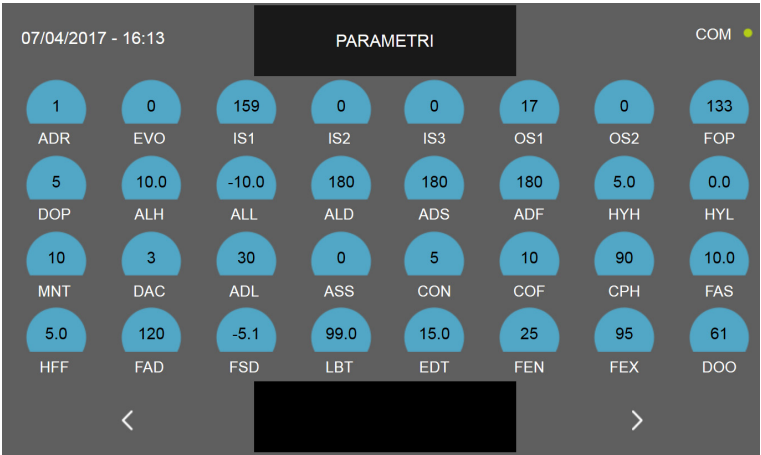 07/04/2017 - 16:13 PARAMETRI COM
1 0 159 0 0 17 0 133
ADR EVO IS1 IS2 IS3 OS1 OS2 FOP
5 10.0 -10.0 180 180 180 5.0 0.0
DOP ALH ALL ALD ADS ADF HYH HYL
10 3 30 0 5 10 90 10.0
MNT DAC ADL ASS CON COF CPH FAS
5.0 120 -5.1 99.0 15.0 25 95 61
HFF FAD FSD LBT EDT FEN FEX DOO